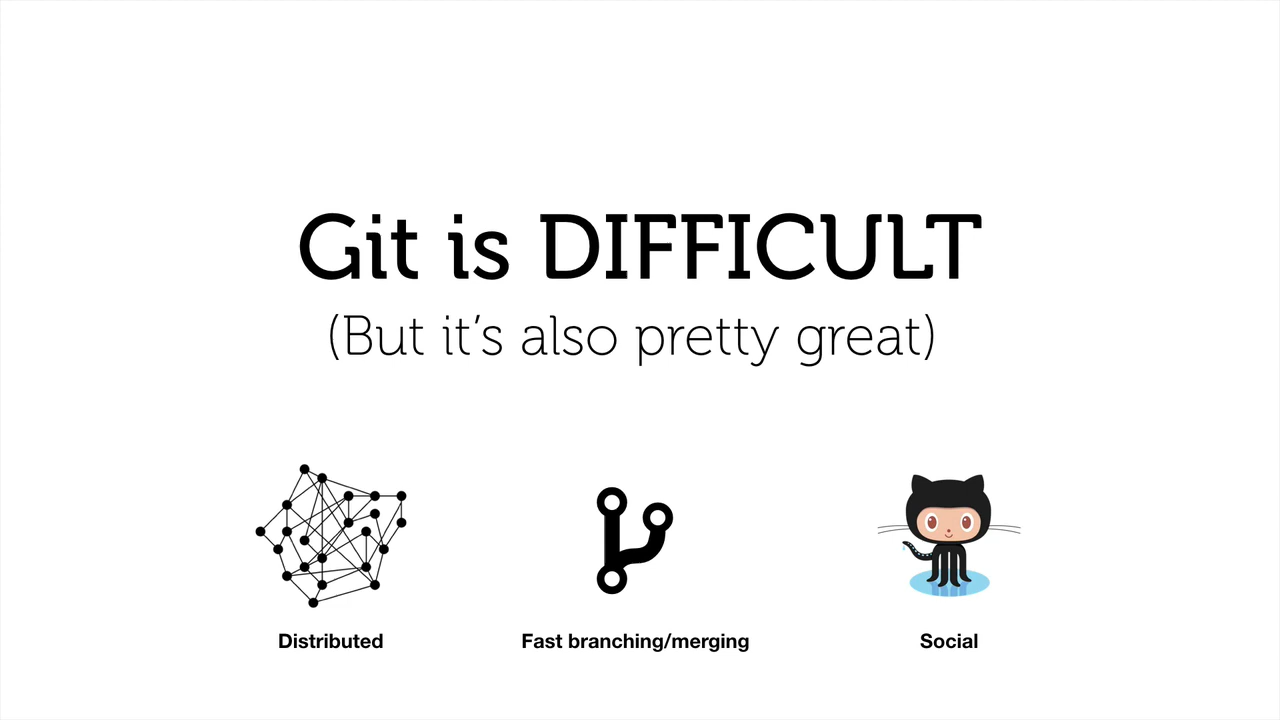 Git is DIFFICULT
(But it’s also pretty great)
Distributed
Fast branching/merging
Social